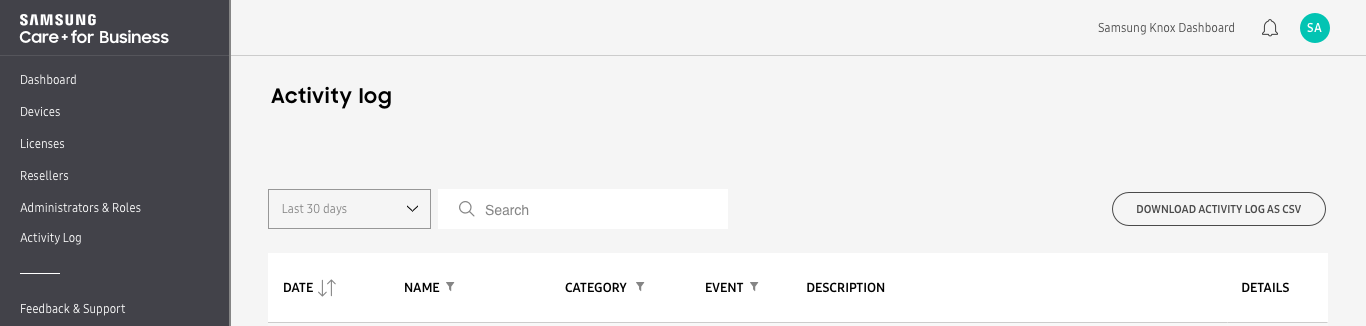 SAMSUNG
Care+for Business
Samsung Knox Dashboard
SA
Dashboard
Devices
Licenses
Resellers
Administrators & Roles
Activity Log
Feedback & Support
Activity log
Last 30 days
Search
DOWNLOAD ACTIVITY LOG AS CSV
DATE NAME CATEGORY EVENT DESCRIPTION DETAILS